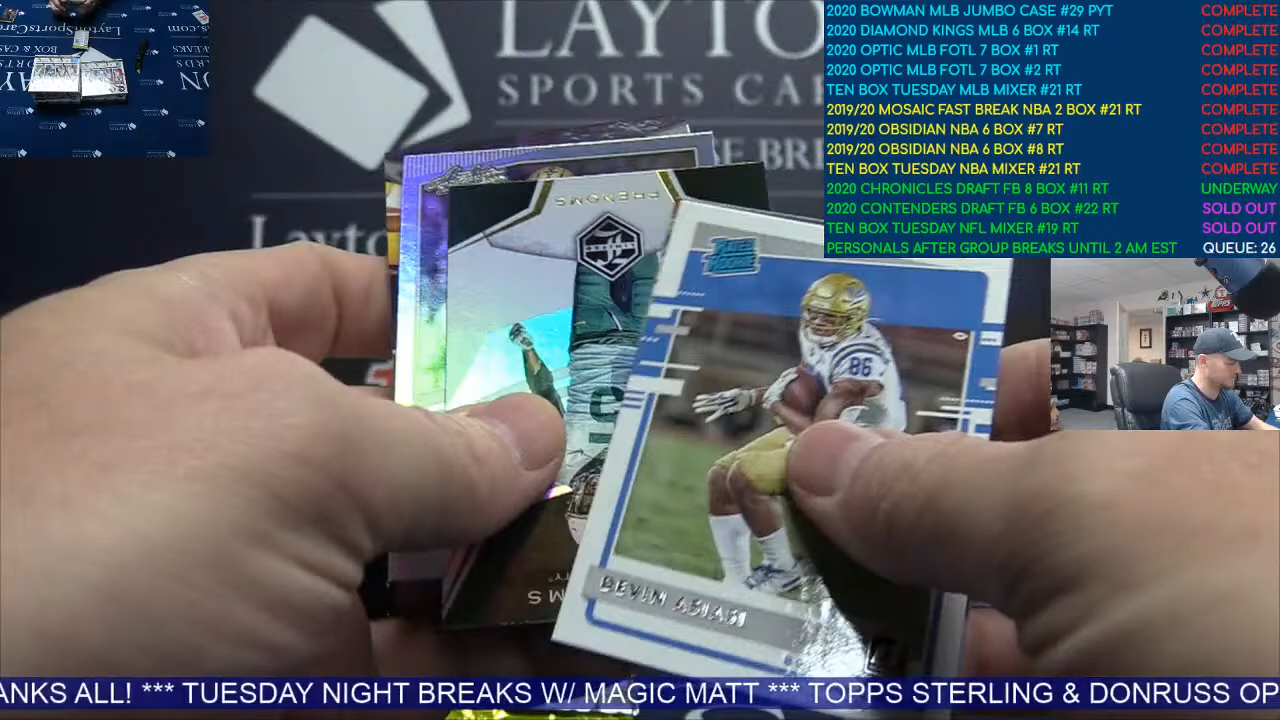 2020 BOWMAN MLB JUMBO CASE #29 PYT COMPLETE
2020 DIAMOND KINGS MLB 6 BOX #14 RT COMPLETE
2020 OPTIC MLB FOTL 7 BOX #1 RT COMPLETE
2020 OPTIC MLB FOTL 7 BOX #2 RT COMPLETE
TEN BOX TUESDAY MLB MIXER #21 RT COMPLETE
2019/20 MOSAIC FAST BREAK NBA 2 BOX #21 RT COMPLETE
2019/20 OBSIDIAN NBA 6 BOX #7 RT COMPLETE
2019/20 OBSIDIAN NBA 6 BOX #8 RT COMPLETE
TEN BOX TUESDAY NBA MIXER #21 RT COMPLETE
2020 CHRONICLES DRAFT FB 8 BOX #11 RT UNDERWAY
2020 CONTENDERS DRAFT FB 6 BOX #22 RT SOLD OUT
TEN BOX TUESDAY NFL MIXER #19 RT SOLD OUT
PERSONALS AFTER GROUP BREAKS UNTIL 2 AM EST QUEUE: 26
LAYTO
SPORTS CA
SE BRE
Layto
PHENOMS
LIMITED
RATED ROOKIE
86
DEVIN ASIASI
ANKS ALL! *** TUESDAY NIGHT BREAKS W/ MAGIC MATT *** TOPPS STERLING & DONRUSS OP